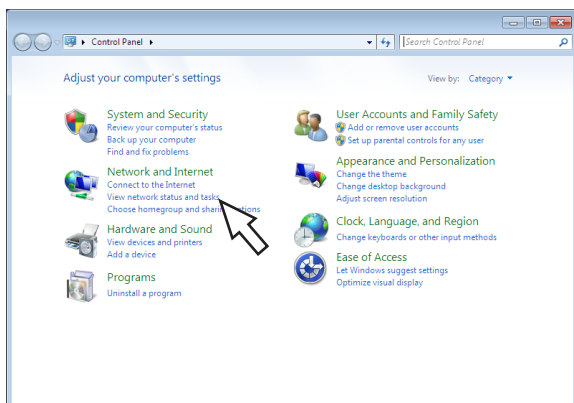 Control Panel
Search Control Panel
Adjust your computer's settings
View by: Category
System and Security
Review your computer's status
Back up your computer
Find and fix problems
Network and Internet
Connect to the Internet
View network status and tasks
Choose homegroup and sharing options
Hardware and Sound
View devices and printers
Add a device
Programs
Uninstall a program
User Accounts and Family Safety
Add or remove user accounts
Set up parental controls for any user
Appearance and Personalization
Change the theme
Change desktop background
Adjust screen resolution
Clock, Language, and Region
Change keyboards or other input methods
Ease of Access
Let Windows suggest settings
Optimize visual display